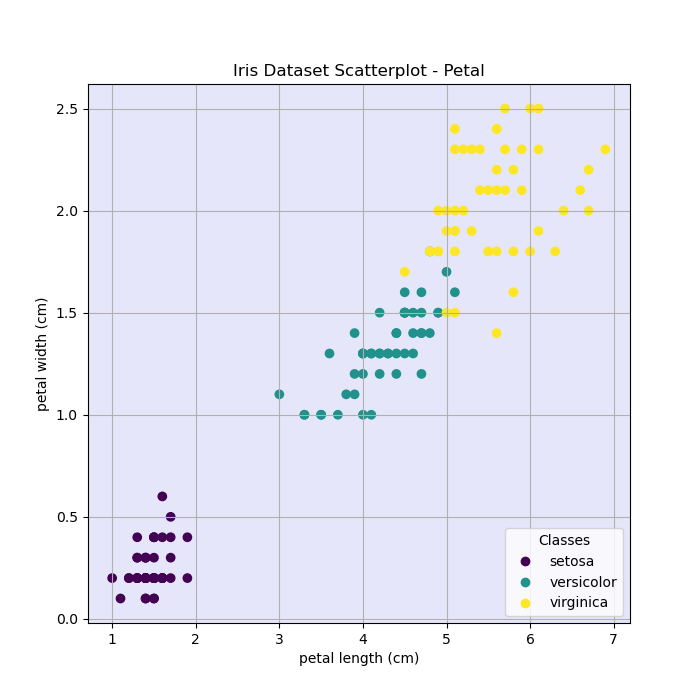 Iris Dataset Scatterplot - Petal
petal width (cm)
2.5
2.0
1.5
1.0
0.5
0.0
Classes
setosa
versicolor
virginica
1 2 3 4 5 6 7
petal length (cm)